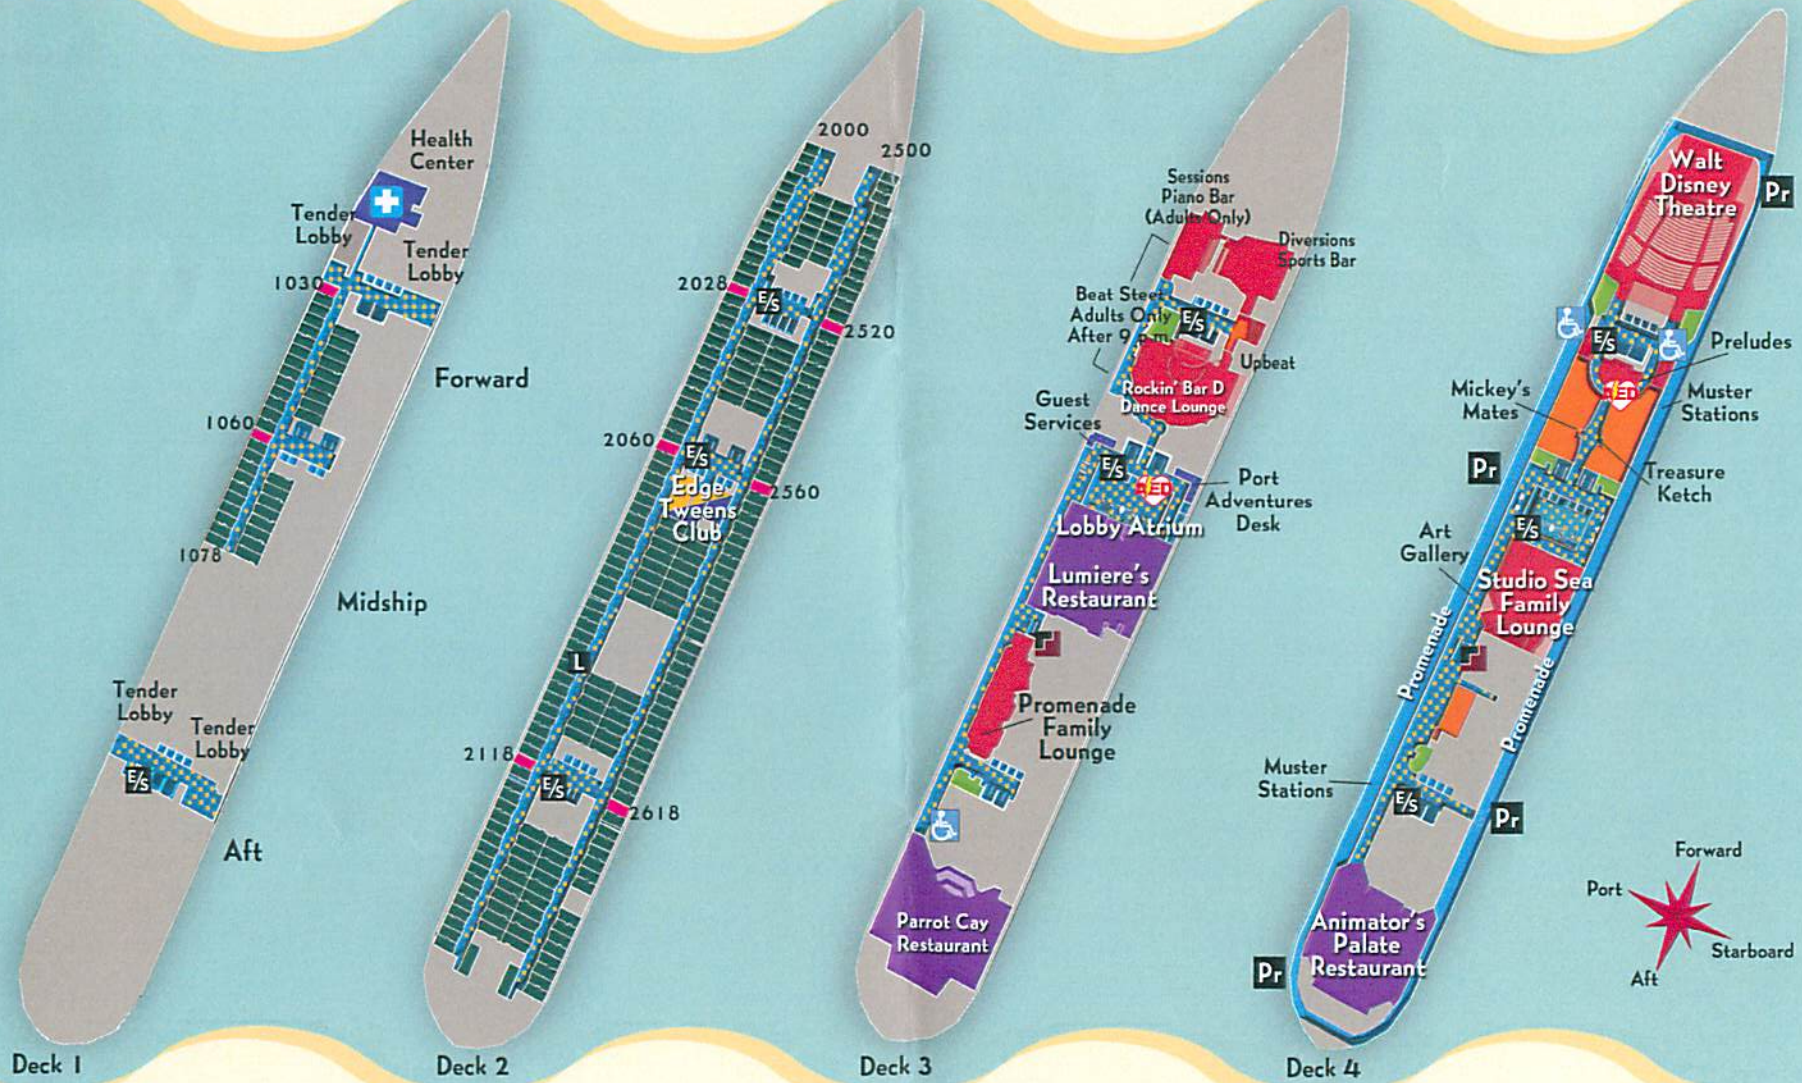 Health
Center
Tender
Lobby
Tender
Lobby
1030
Forward
1060
1078
Midship
Tender
Lobby
Tender
Lobby
E/S
Aft
Deck 1
2000
2500
2028
E/S
2520
2060
E/S
Edge
Tweens
Club
2560
L
2118
E/S
2618
Deck 2
Sessions
Piano Bar
(Adults Only)
Diversions
Sports Bar
Beat Steet
Adults Only
After 9 p.m.
E/S
Upbeat
Rockin' Bar D
Dance Lounge
Guest
Services
E/S
AED
Port
Adventures
Desk
Lobby Atrium
Lumiere's
Restaurant
Promenade
Family
Lounge
Parrot Cay
Restaurant
Deck 3
Walt
Disney
Theatre
Pr
E/S
Preludes
Mickey's
Mates
AED
Muster
Stations
Pr
Treasure
Ketch
E/S
Art
Gallery
Studio Sea
Family
Lounge
Promenade
Promenade
Muster
Stations
E/S
Pr
Animator's
Palate
Restaurant
Pr
Deck 4
Forward
Port
Starboard
Aft